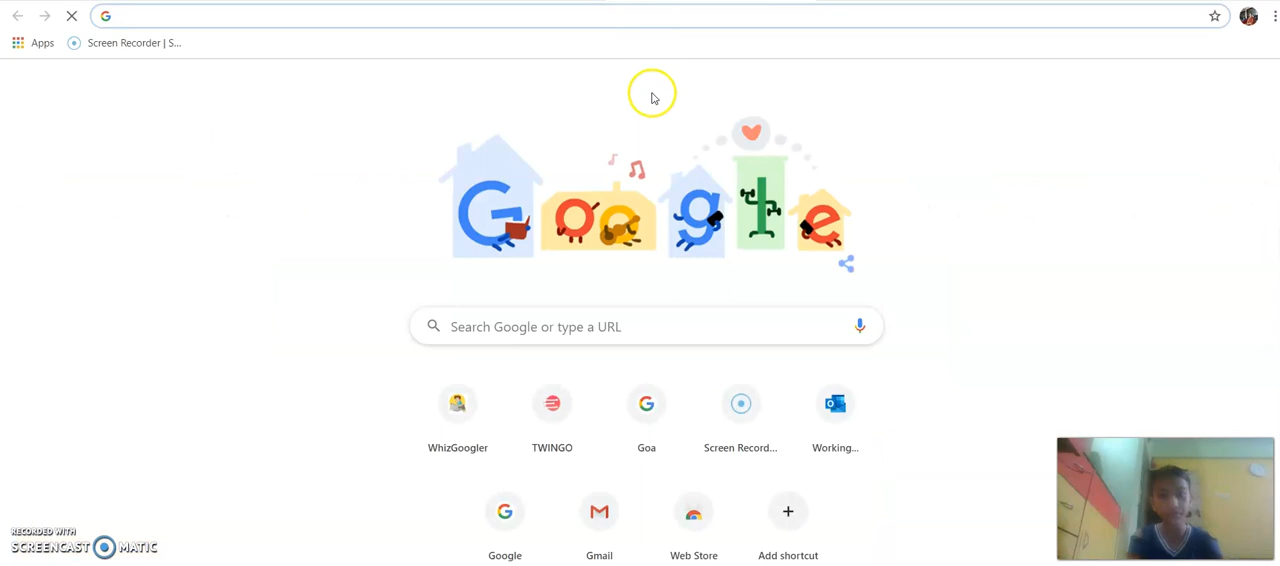 Apps
Screen Recorder | S...
Google
Search Google or type a URL
WhizGoogler
TWINGO
Goa
Screen Record...
Working...
Google
Gmail
Web Store
Add shortcut
RECORDED WITH
SCREENCAST MATIC